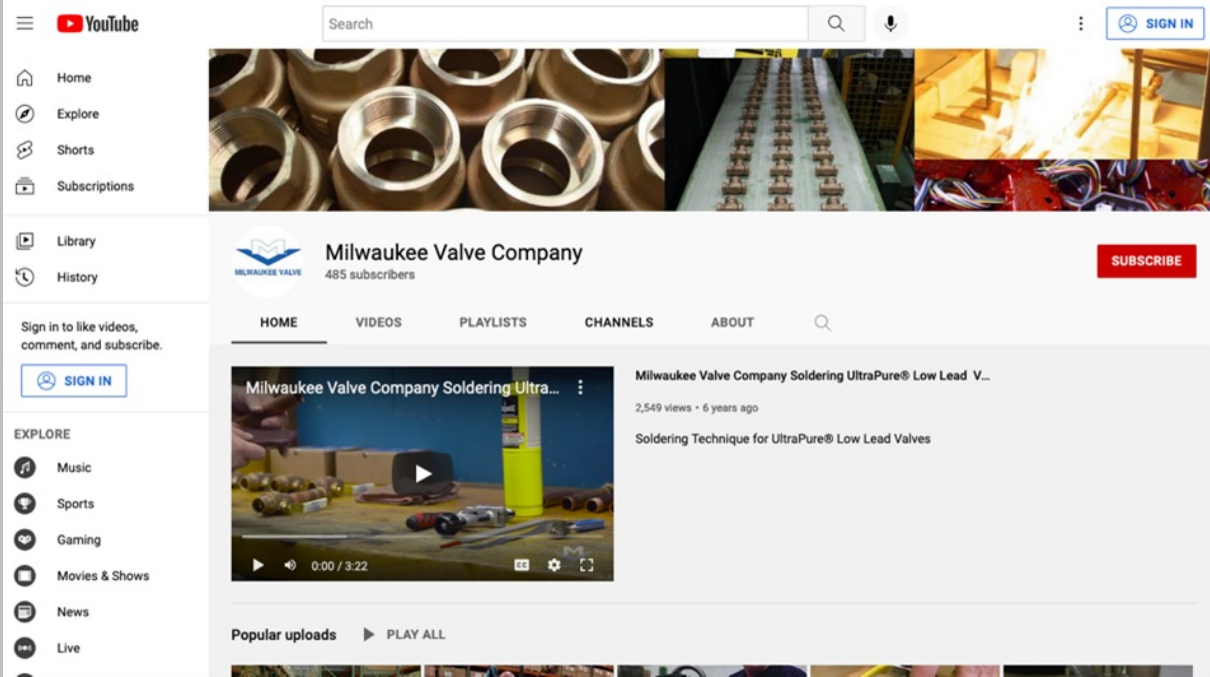 YouTube
Search
SIGN IN
Home
Explore
Shorts
Subscriptions
Library
History
Sign in to like videos,
comment, and subscribe.
SIGN IN
EXPLORE
Music
Sports
Gaming
Movies & Shows
News
Live
MILWAUKEE VALVE
Milwaukee Valve Company
485 subscribers
SUBSCRIBE
HOME VIDEOS PLAYLISTS CHANNELS ABOUT
Milwaukee Valve Company Soldering Ultra...
0:00 / 3:22
CC
Milwaukee Valve Company Soldering UltraPure® Low Lead V...
2,549 views • 6 years ago
Soldering Technique for UltraPure® Low Lead Valves
Popular uploads PLAY ALL